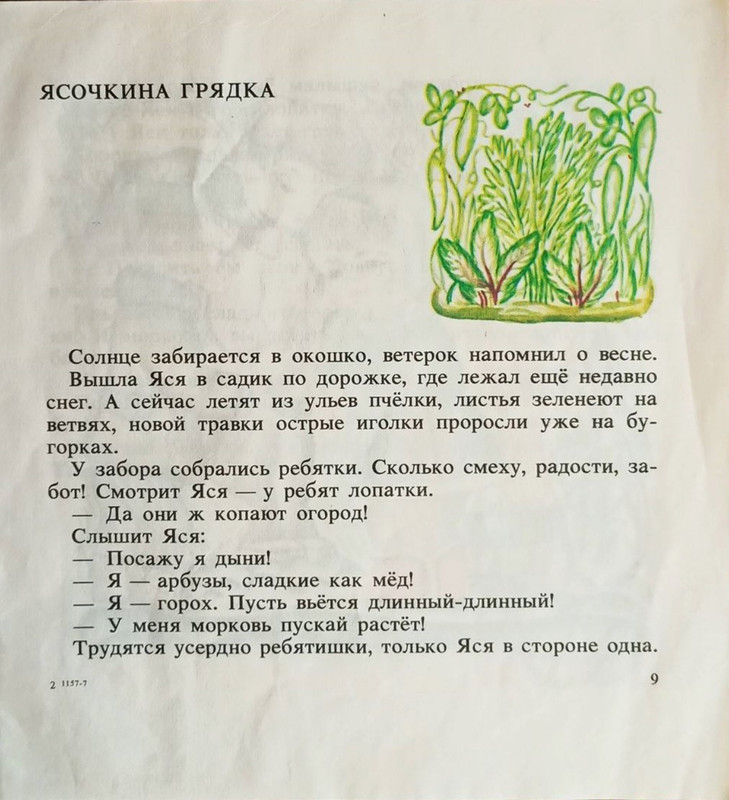 ЯСОЧКИНА ГРЯДКА
Солнце забирается в окошко, ветерок напомнил о весне.
Вышла Яся в садик по дорожке, где лежал ещё недавно
снег. А сейчас летят из ульев пчёлки, листья зеленеют на
ветвях, новой травки острые иголки проросли уже на бу-
горках.
У забора собрались ребятки. Сколько смеху, радости, за-
бот! Смотрит Яся — у ребят лопатки.
— Да они ж копают огород!
Слышит Яся:
— Посажу я дыни!
— Я — арбузы, сладкие как мёд!
— Я — горох. Пусть вьётся длинный-длинный!
— У меня морковь пускай растёт!
Трудятся усердно ребятишки, только Яся в стороне одна.
2 1157-7
9